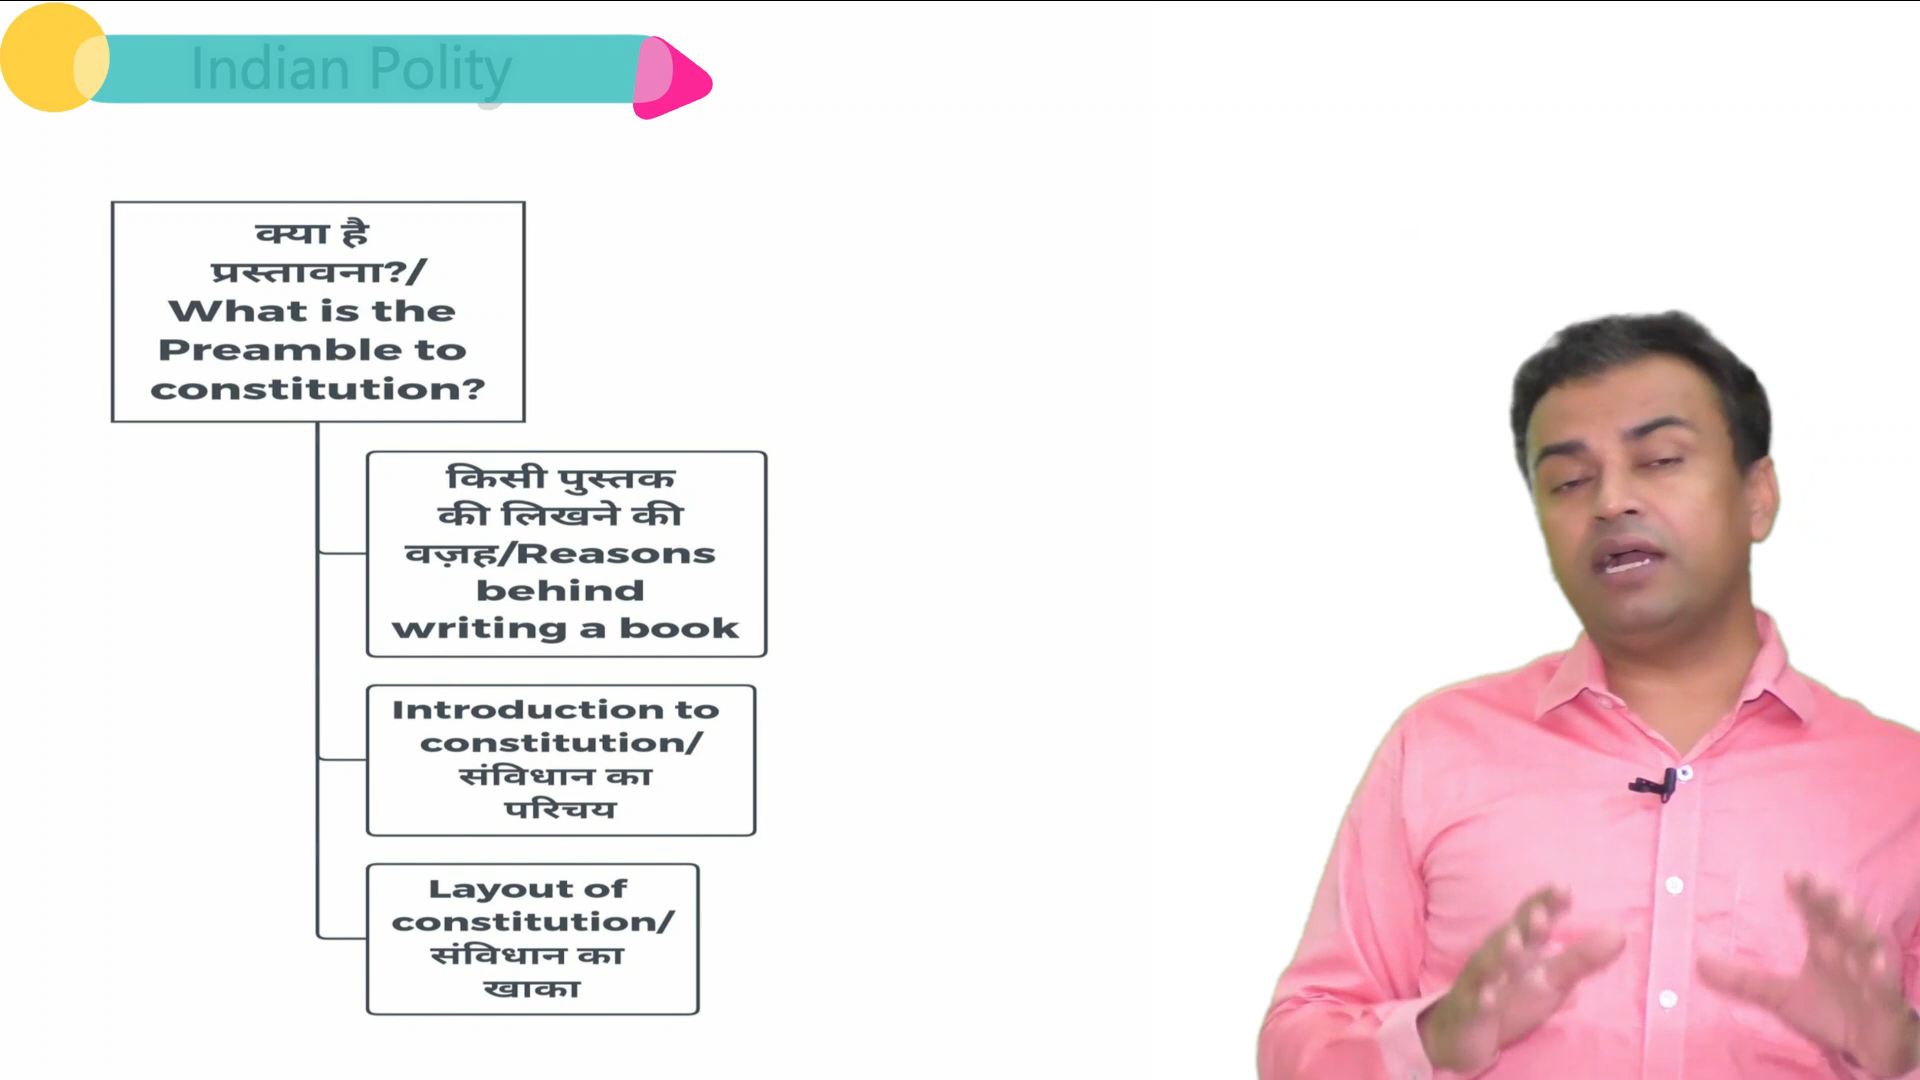 Indian Polity
क्या है
प्रस्तावना?/
What is the
Preamble to
constitution?
किसी पुस्तक
की लिखने की
वज़ह/Reasons
behind
writing a book
Introduction to
constitution/
संविधान का
परिचय
Layout of
constitution/
संविधान का
खाका